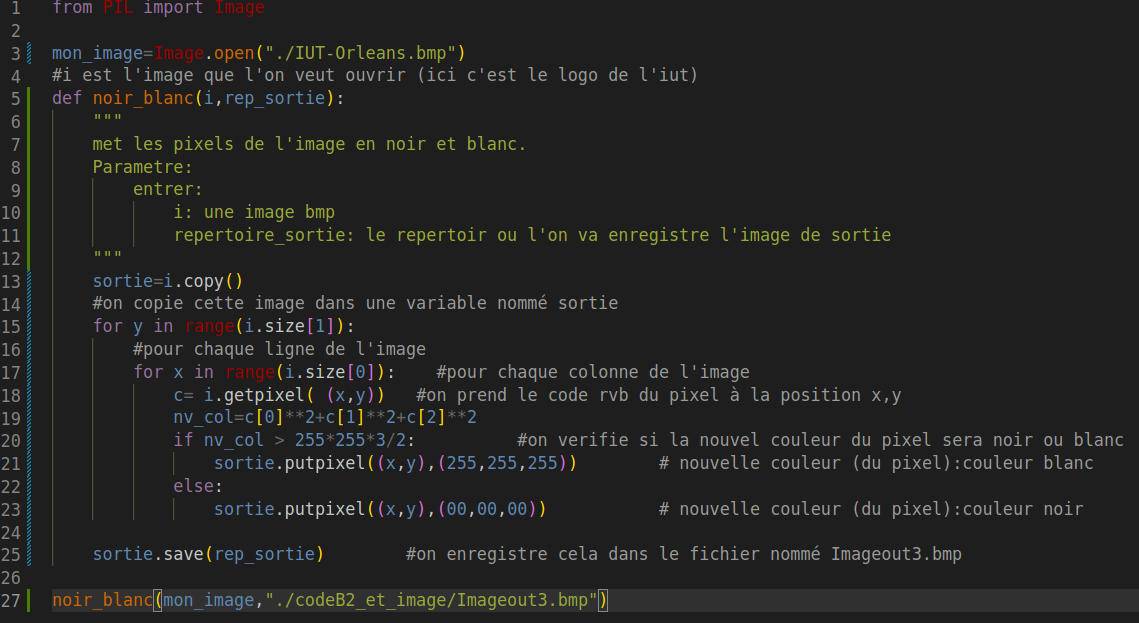 1 from PIL import Image
2
3 mon_image=Image.open("./IUT-Orleans.bmp")
4 #i est l'image que l'on veut ouvrir (ici c'est le logo de l'iut)
5 def noir_blanc(i,rep_sortie):
6     """
7     met les pixels de l'image en noir et blanc.
8     Parametre:
9         entrer:
10             i: une image bmp
11             repertoire_sortie: le repertoir ou l'on va enregistre l'image de sortie
12     """
13     sortie=i.copy()
14     #on copie cette image dans une variable nommé sortie
15     for y in range(i.size[1]):
16         #pour chaque ligne de l'image
17         for x in range(i.size[0]):    #pour chaque colonne de l'image
18             c= i.getpixel( (x,y))   #on prend le code rvb du pixel à la position x,y
19             nv_col=c[0]**2+c[1]**2+c[2]**2
20             if nv_col > 255*255*3/2:          #on verifie si la nouvel couleur du pixel sera noir ou blanc
21                 sortie.putpixel((x,y),(255,255,255))        # nouvelle couleur (du pixel):couleur blanc
22             else:
23                 sortie.putpixel((x,y),(00,00,00))           # nouvelle couleur (du pixel):couleur noir
24
25     sortie.save(rep_sortie)        #on enregistre cela dans le fichier nommé Imageout3.bmp
26
27 noir_blanc(mon_image,"./codeB2_et_image/Imageout3.bmp")